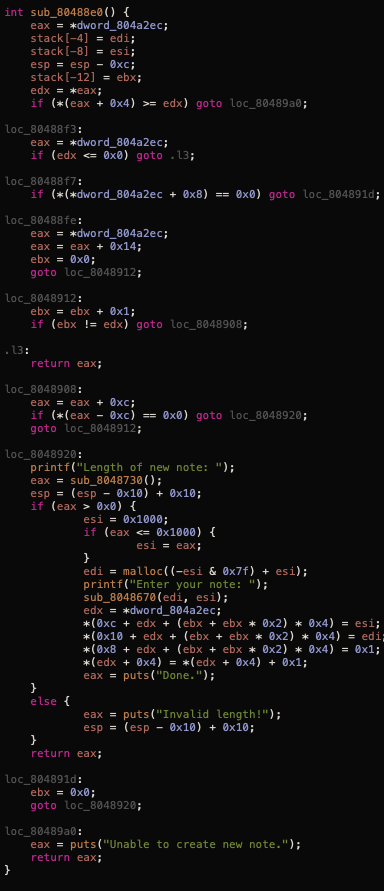 int sub_80488e0() {
    eax = *dword_804a2ec;
    stack[-4] = edi;
    stack[-8] = esi;
    esp = esp - 0xc;
    stack[-12] = ebx;
    edx = *eax;
    if (*(eax + 0x4) >= edx) goto loc_80489a0;

loc_80488f3:
    eax = *dword_804a2ec;
    if (edx <= 0x0) goto .l3;

loc_80488f7:
    if (*(*dword_804a2ec + 0x8) == 0x0) goto loc_804891d;

loc_80488fe:
    eax = *dword_804a2ec;
    eax = eax + 0x14;
    ebx = 0x0;
    goto loc_8048912;

loc_8048912:
    ebx = ebx + 0x1;
    if (ebx != edx) goto loc_8048908;

.l3:
    return eax;

loc_8048908:
    eax = eax + 0xc;
    if (*(eax - 0xc) == 0x0) goto loc_8048920;
    goto loc_8048912;

loc_8048920:
    printf("Length of new note: ");
    eax = sub_8048730();
    esp = (esp - 0x10) + 0x10;
    if (eax > 0x0) {
            esi = 0x1000;
            if (eax <= 0x1000) {
                    esi = eax;
            }
            edi = malloc((-esi & 0x7f) + esi);
            printf("Enter your note: ");
            sub_8048670(edi, esi);
            edx = *dword_804a2ec;
            *(0xc + edx + (ebx + ebx * 0x2) * 0x4) = esi;
            *(0x10 + edx + (ebx + ebx * 0x2) * 0x4) = edi;
            *(0x8 + edx + (ebx + ebx * 0x2) * 0x4) = 0x1;
            *(edx + 0x4) = *(edx + 0x4) + 0x1;
            eax = puts("Done.");
    }
    else {
            eax = puts("Invalid length!");
            esp = (esp - 0x10) + 0x10;
    }
    return eax;

loc_804891d:
    ebx = 0x0;
    goto loc_8048920;

loc_80489a0:
    eax = puts("Unable to create new note.");
    return eax;
}